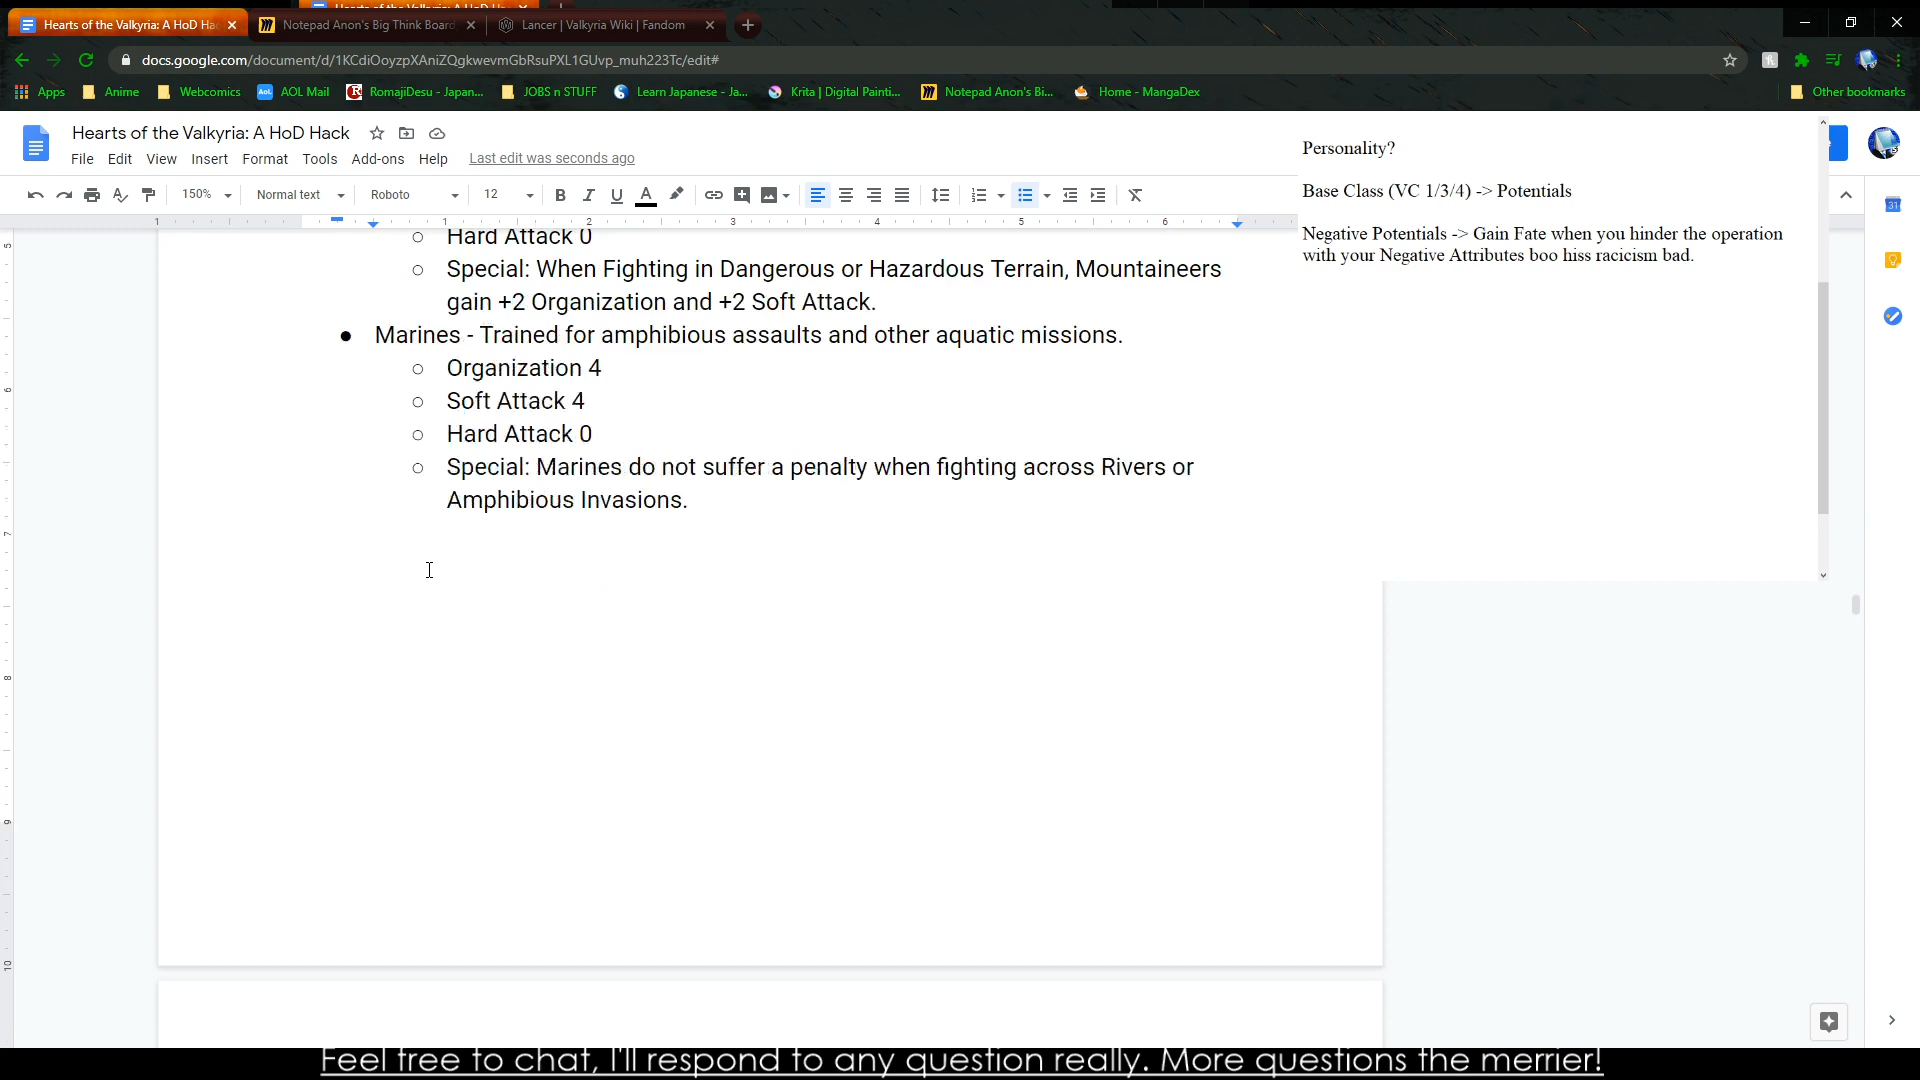 Hearts of the Valkyria: A HoD Ha
Notepad Anon's Big Think Board
Lancer | Valkyria Wiki | Fandom
docs.google.com/document/d/1KCdiOoyzpXAniZQgkwevmGbRsuPXL1GUvp_muh223Tc/edit#
Apps
Anime
Webcomics
AOL Mail
RomajiDesu - Japan...
JOBS n STUFF
Learn Japanese - Ja...
Krita | Digital Painti...
Notepad Anon's Bi...
Home - MangaDex
Other bookmarks
Hearts of the Valkyria: A HoD Hack
File Edit View Insert Format Tools Add-ons Help Last edit was seconds ago
150% Normal text Roboto 12
Personality?
Base Class (VC 1/3/4) -> Potentials
Negative Potentials -> Gain Fate when you hinder the operation
with your Negative Attributes boo hiss racicism bad.
1 1 2 3 4 5 6
Hard Attack 0
Special: When Fighting in Dangerous or Hazardous Terrain, Mountaineers
gain +2 Organization and +2 Soft Attack.
Marines - Trained for amphibious assaults and other aquatic missions.
Organization 4
Soft Attack 4
Hard Attack 0
Special: Marines do not suffer a penalty when fighting across Rivers or
Amphibious Invasions.
Feel free to chat, I'll respond to any question really. More questions the merrier!